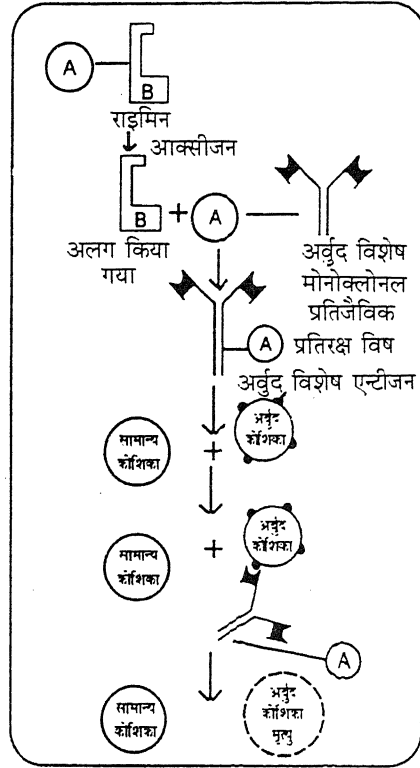 A
B
राइमिन
आक्सीजन
B + A
अलग किया
गया
अर्वुद विशेष
मोनोक्लोनल
प्रतिजैविक
A प्रतिरक्ष विष
अर्वुद विशेष एन्टीजन
सामान्य
कोशिका
+
अर्वुद
कोशिका
सामान्य
कोशिका
+
अर्वुद
कोशिका
A
सामान्य
कोशिका
अर्वुद
कोशिका
मृत्यु